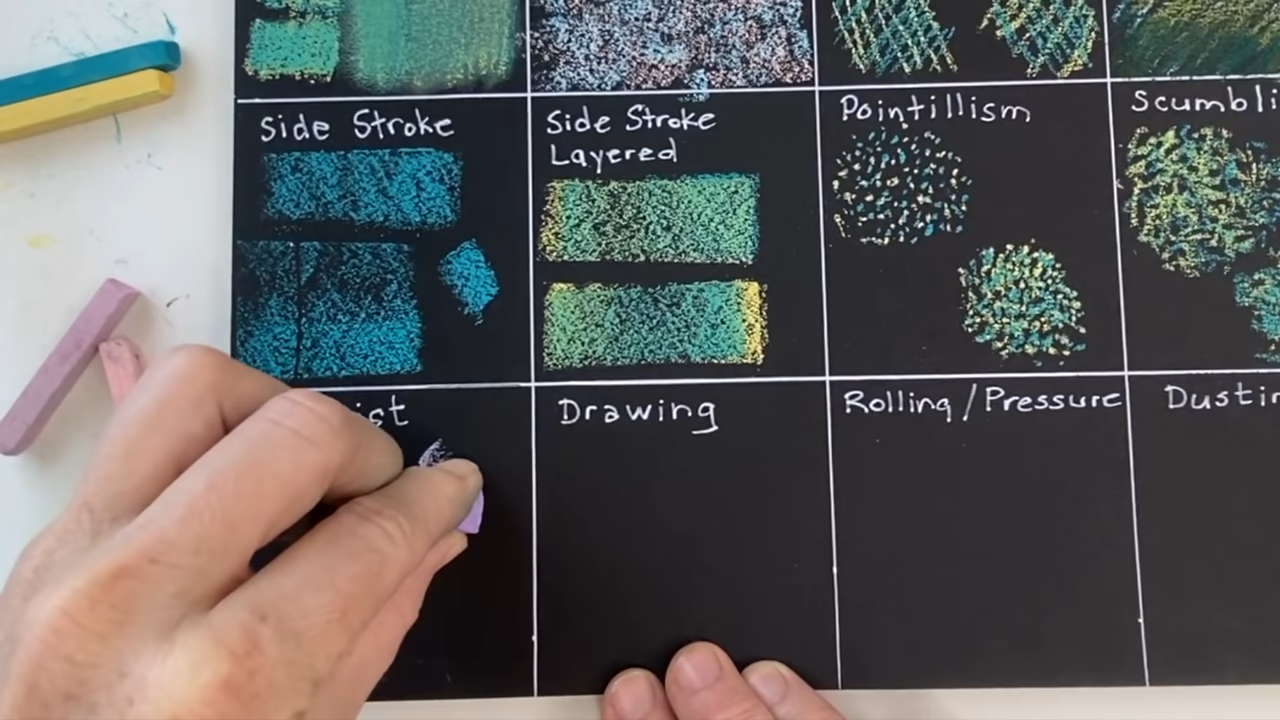 Side Stroke
Side Stroke
Layered
Pointillism
Drawing
Rolling / Pressure